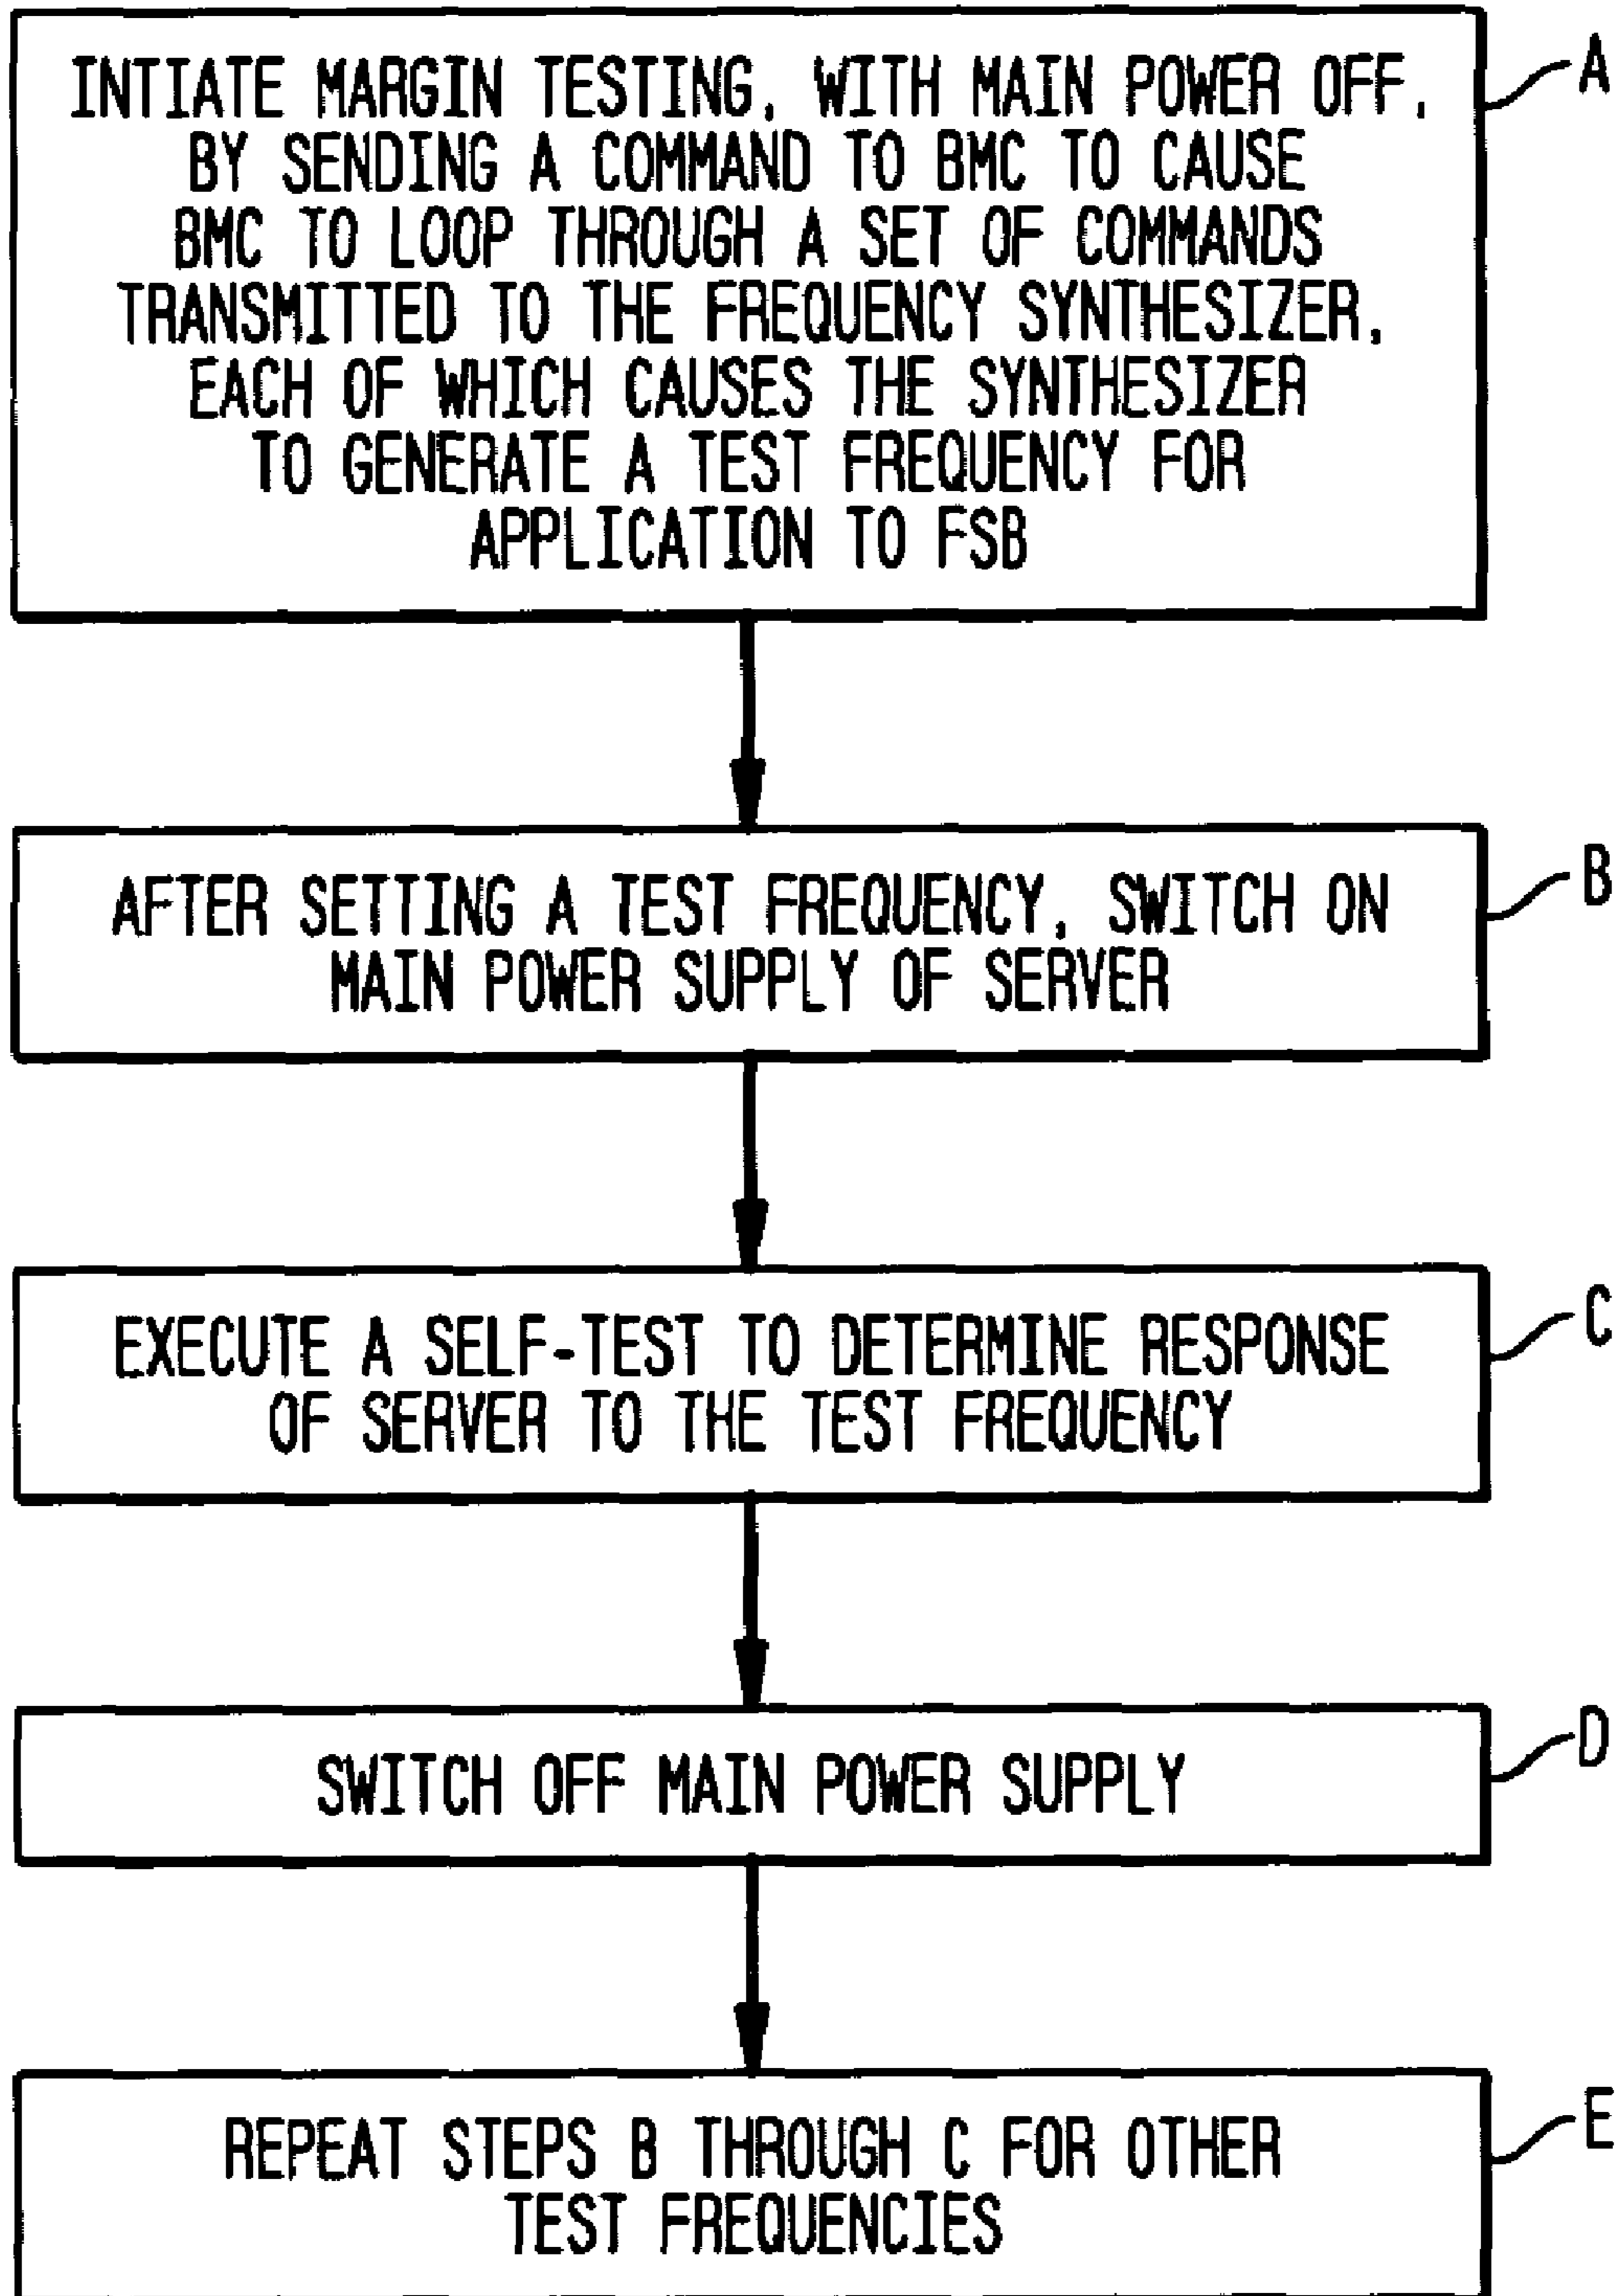 INTIATE MARGIN TESTING, WITH MAIN POWER OFF,
A
BY SENDING A COMMAND TO BMC TO CAUSE
BMC TO LOOP THROUGH A SET OF COMMANDS
TRANSMITTED TO THE FREQUENCY SYNTHESIZER,
EACH OF WHICH CAUSES THE SYNTHESIZER
TO GENERATE A TEST FREQUENCY FOR
APPLICATION TO FSB
AFTER SETTING A TEST FREQUENCY, SWITCH ON
B
MAIN POWER SUPPLY OF SERVER
EXECUTE A SELF-TEST TO DETERMINE RESPONSE
C
OF SERVER TO THE TEST FREQUENCY
SWITCH OFF MAIN POWER SUPPLY
D
REPEAT STEPS B THROUGH C FOR OTHER
E
TEST FREQUENCIES